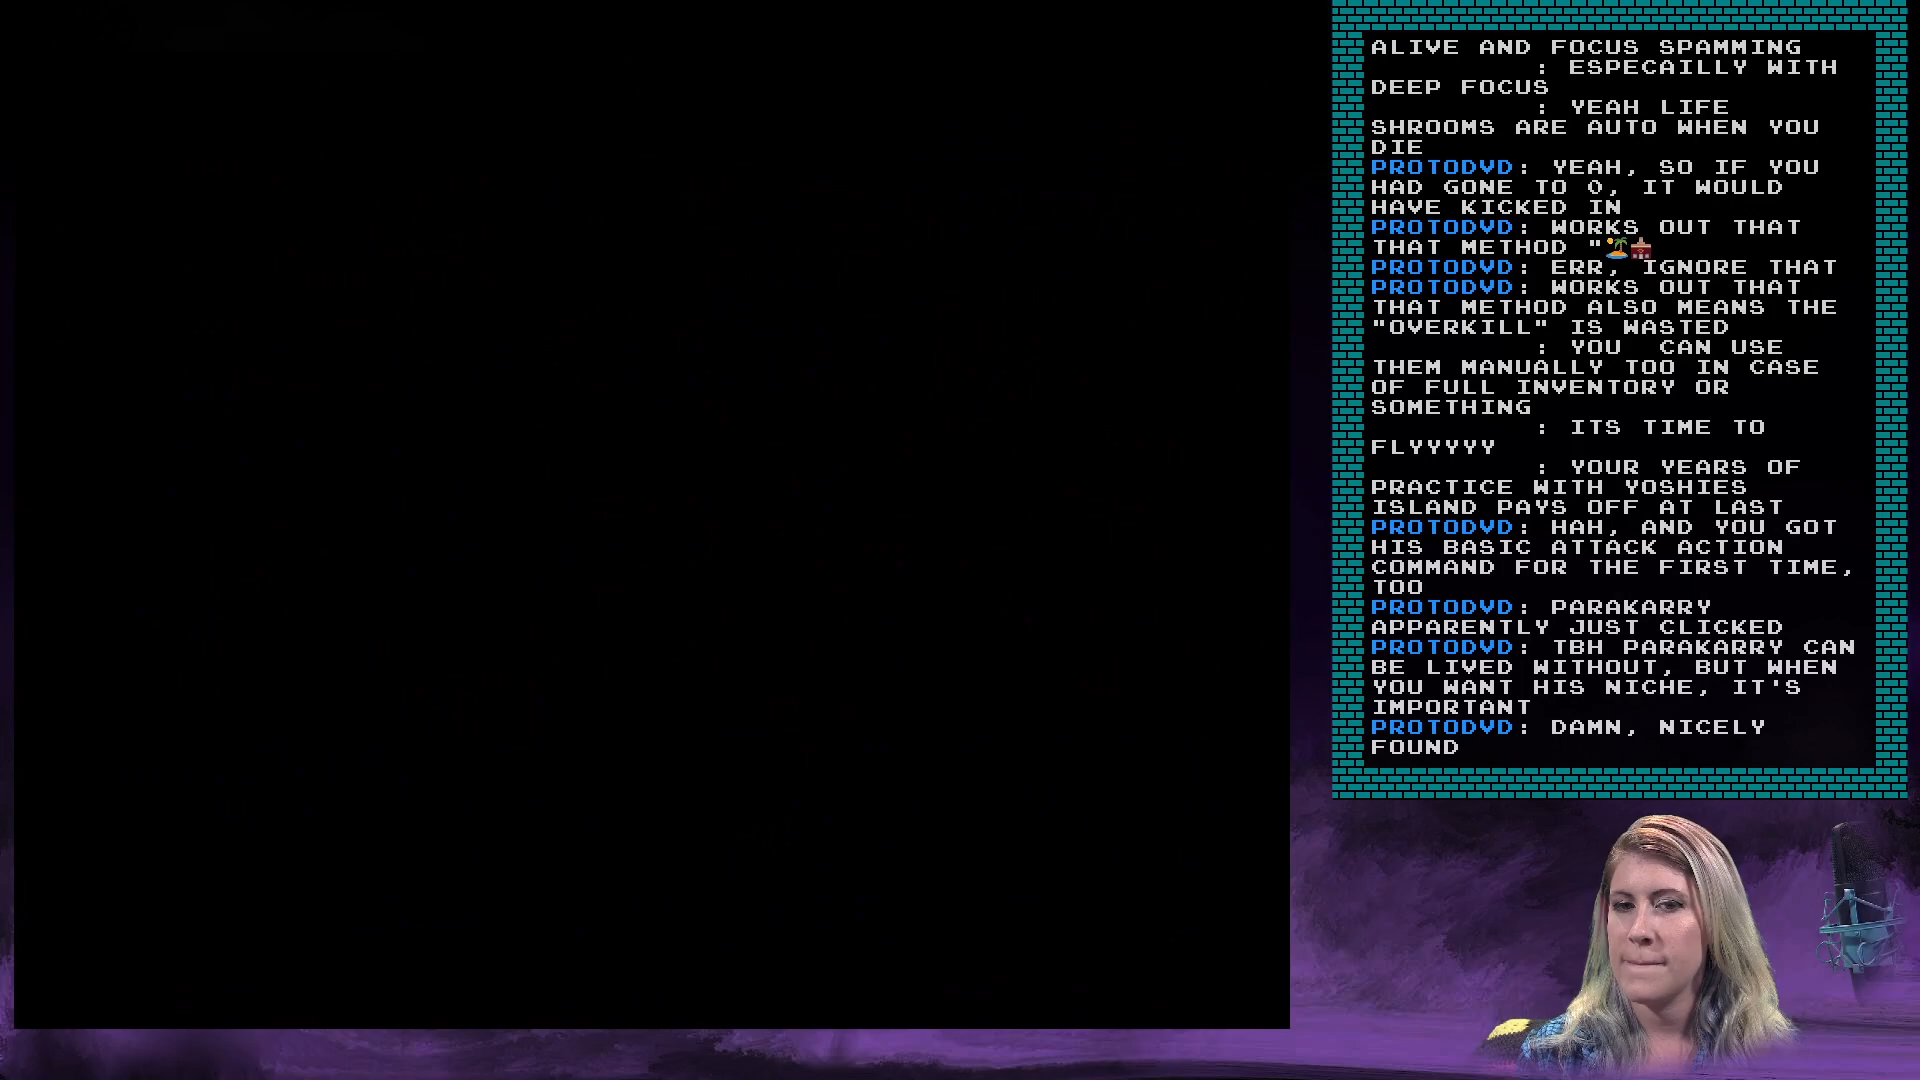 ALIVE AND FOCUS SPAMMING
: ESPECAILLY WITH
DEEP FOCUS
: YEAH LIFE
SHROOMS ARE AUTO WHEN YOU
DIE
PROTODVD: YEAH, SO IF YOU
HAD GONE TO 0, IT WOULD
HAVE KICKED IN
PROTODVD: WORKS OUT THAT
THAT METHOD "🏝️🏩
PROTODVD: ERR, IGNORE THAT
PROTODVD: WORKS OUT THAT
THAT METHOD ALSO MEANS THE
"OVERKILL" IS WASTED
: YOU CAN USE
THEM MANUALLY TOO IN CASE
OF FULL INVENTORY OR
SOMETHING
: ITS TIME TO
FLYYYYY
: YOUR YEARS OF
PRACTICE WITH YOSHIES
ISLAND PAYS OFF AT LAST
PROTODVD: HAH, AND YOU GOT
HIS BASIC ATTACK ACTION
COMMAND FOR THE FIRST TIME,
TOO
PROTODVD: PARAKARRY
APPARENTLY JUST CLICKED
PROTODVD: TBH PARAKARRY CAN
BE LIVED WITHOUT, BUT WHEN
YOU WANT HIS NICHE, IT'S
IMPORTANT
PROTODVD: DAMN, NICELY
FOUND